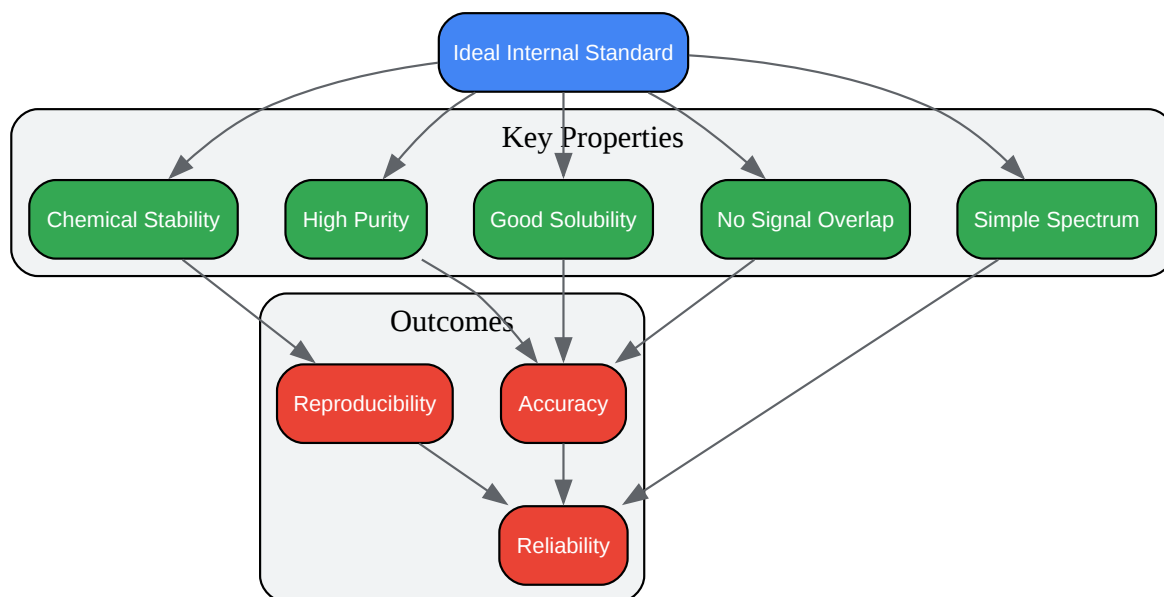 Ideal Internal Standard
Key Properties
Chemical Stability
High Purity
Good Solubility
No Signal Overlap
Simple Spectrum
Outcomes
Reproducibility
Accuracy
Reliability